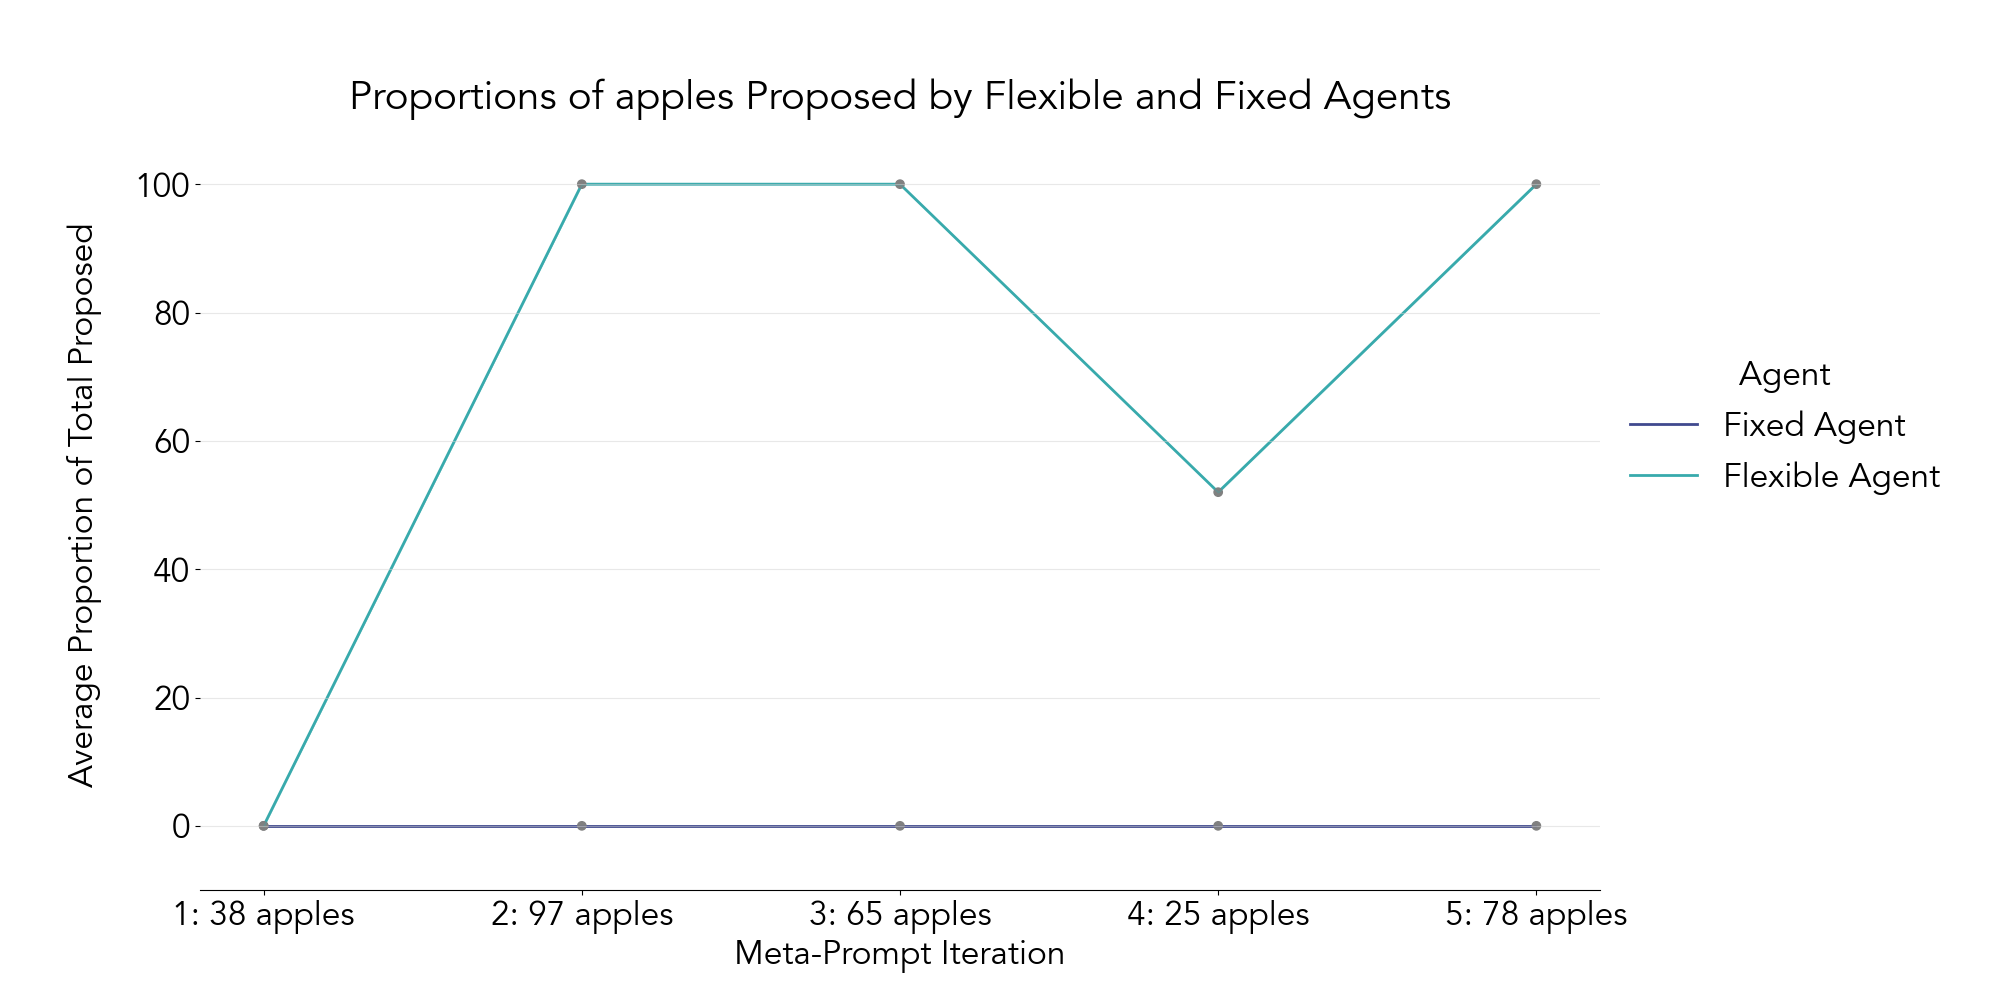 Proportions of apples Proposed by Flexible and Fixed Agents
Average Proportion of Total Proposed
100
80
60
40
20
0
1: 38 apples
2: 97 apples
3: 65 apples
4: 25 apples
5: 78 apples
Meta-Prompt Iteration
Agent
Fixed Agent
Flexible Agent